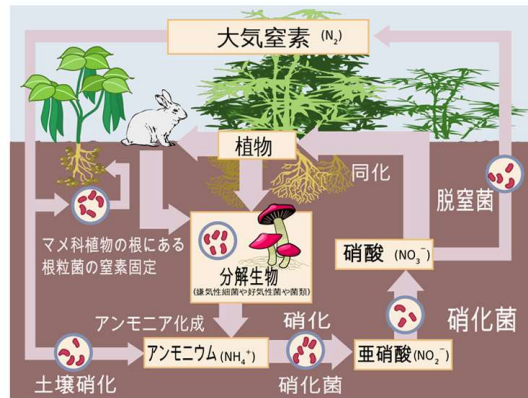 大気窒素 (N₂)
植物
同化
脱窒菌
マメ科植物の根にある
根粒菌の窒素固定
分解生物
(嫌気性細菌や好気性菌や菌類)
硝酸 (NO₃⁻)
アンモニア化成
硝化
硝化菌
アンモニウム (NH₄⁺)
亜硝酸 (NO₂⁻)
土壌硝化
硝化菌